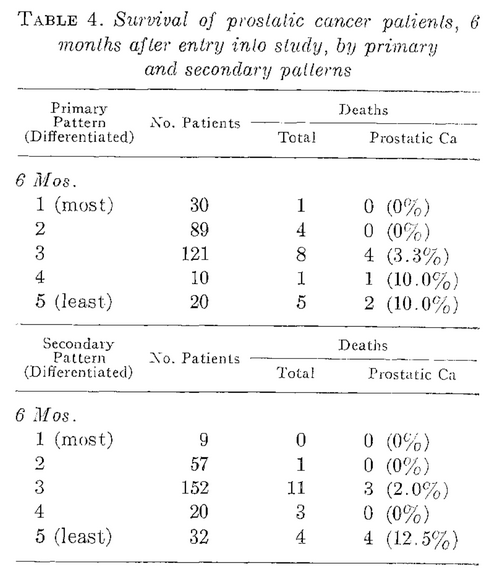 TABLE 4. Survival of prostatic cancer patients, 6
months after entry into study, by primary
and secondary patterns
Primary
Pattern
(Differentiated) No. Patients Deaths
Total Prostatic Ca
6 Mos.
1 (most) 30 1 0 (0%)
2 89 4 0 (0%)
3 121 8 4 (3.3%)
4 10 1 1 (10.0%)
5 (least) 20 5 2 (10.0%)
Secondary
Pattern
(Differentiated) No. Patients Deaths
Total Prostatic Ca
6 Mos.
1 (most) 9 0 0 (0%)
2 57 1 0 (0%)
3 152 11 3 (2.0%)
4 20 3 0 (0%)
5 (least) 32 4 4 (12.5%)